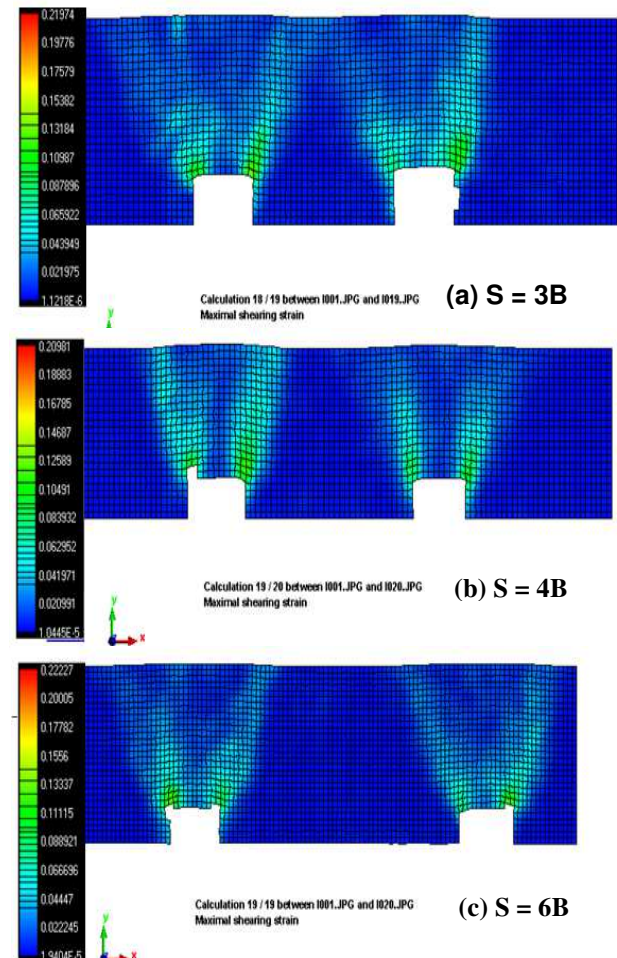 0.21974
0.19776
0.17579
0.15382
0.13184
0.10987
0.087896
0.065922
0.043949
0.021975
1.1218E-6
Calculation 18 / 19 between I001.JPG and I019.JPG
Maximal shearing strain
(a) S = 3B
y
0.20981
0.18883
0.16785
0.14687
0.12589
0.10491
0.083932
0.062952
0.041971
0.020991
1.0445E-5
Calculation 19 / 20 between I001.JPG and I020.JPG
Maximal shearing strain
(b) S = 4B
y
x
0.22227
0.20005
0.17782
0.1556
0.13337
0.11115
0.088921
0.066696
0.04447
0.022245
1.9404E-5
Calculation 19 / 19 between I001.JPG and I020.JPG
Maximal shearing strain
(c) S = 6B
y
x